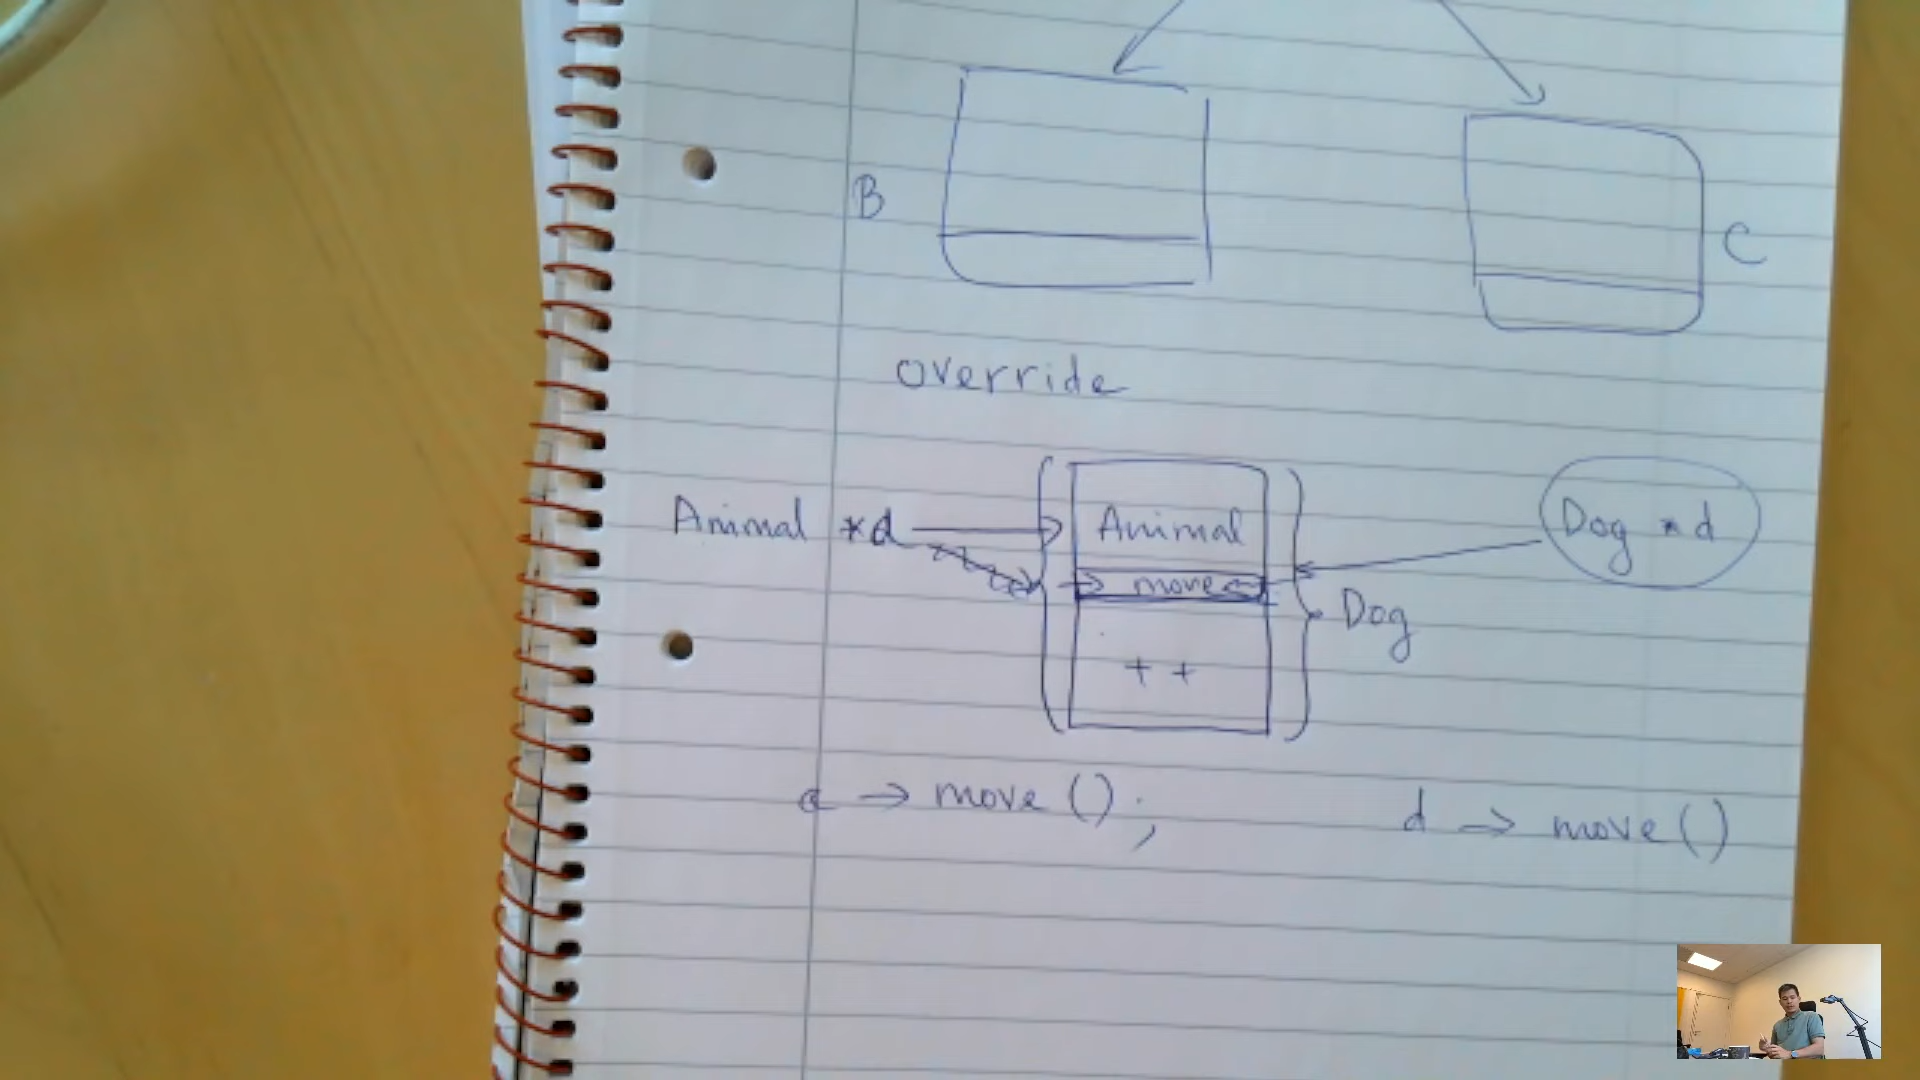 B
C
override
Animal *d
Animal
Dog * d
move
Dog
+ +
a → move ();
d → move ()